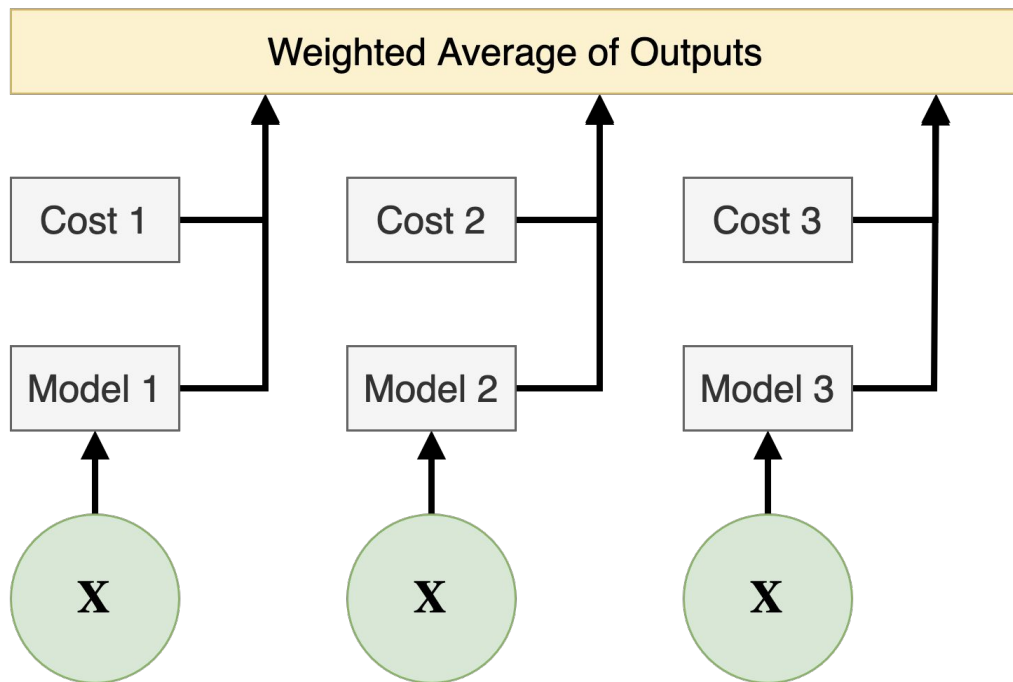 Weighted Average of Outputs
Cost 1
Cost 2
Cost 3
Model 1
Model 2
Model 3
X
X
X